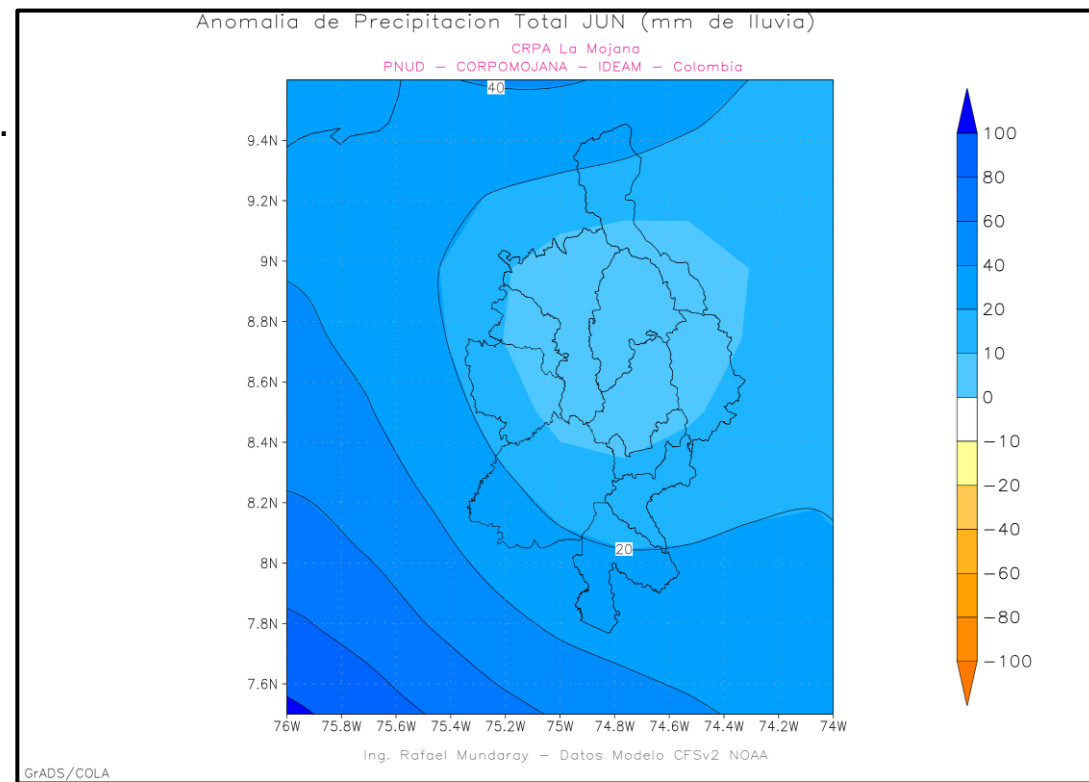 Anomalia de Precipitacion Total JUN (mm de lluvia)
CRPA La Mojana
PNUD – CORPOMOJANA – IDEAM – Colombia
.
40
20
9.4N
9.2N
9N
8.8N
8.6N
8.4N
8.2N
8N
7.8N
7.6N
76W 75.8W 75.6W 75.4W 75.2W 75W 74.8W 74.6W 74.4W 74.2W 74W
100
80
60
40
20
10
0
−10
−20
−40
−60
−80
−100
Ing. Rafael Mundaray – Datos Modelo CFSv2 NOAA
GrADS/COLA